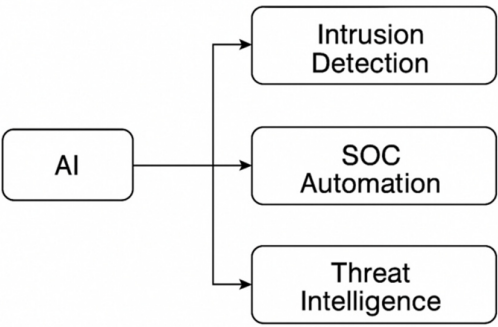 AI
Intrusion
Detection
SOC
Automation
Threat
Intelligence